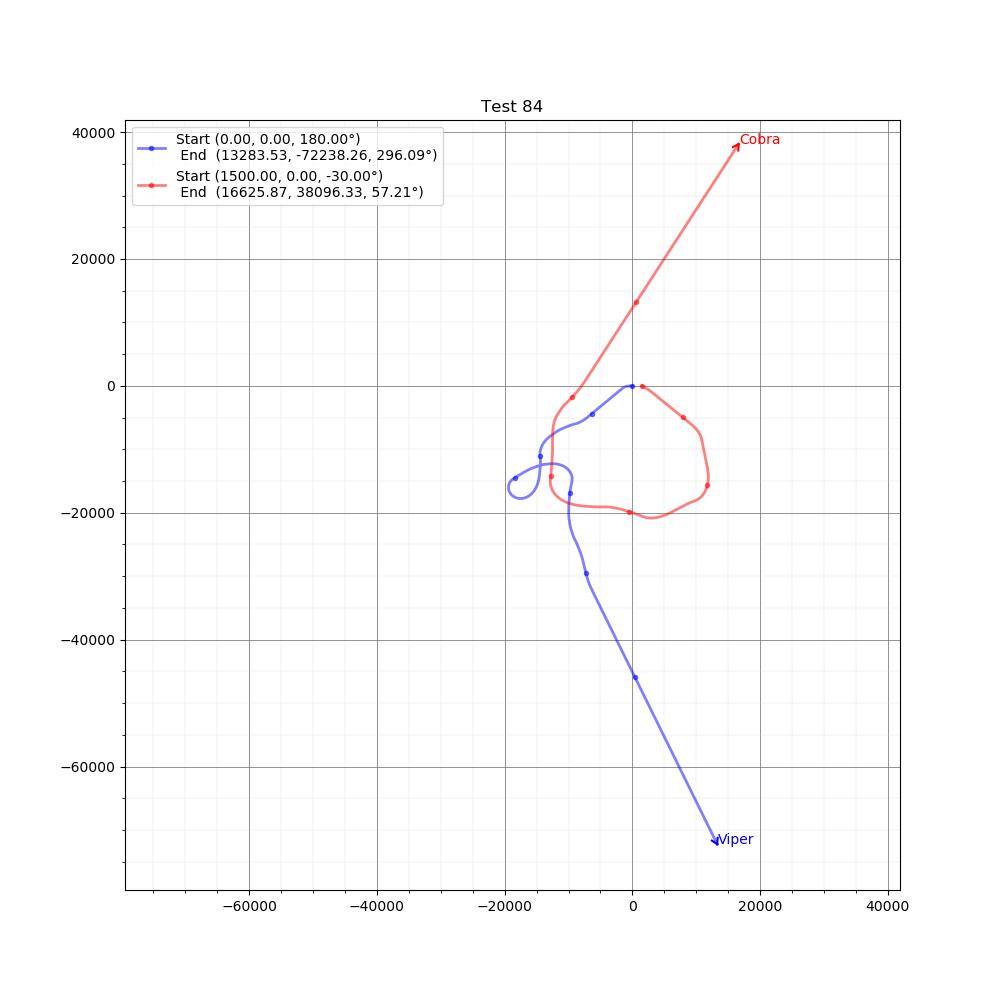 Test 84
Start (0.00, 0.00, 180.00°)
End (13283.53, -72238.26, 296.09°)
Start (1500.00, 0.00, -30.00°)
End (16625.87, 38096.33, 57.21°)
Cobra
Viper
40000
20000
0
−20000
−40000
−60000
−60000 −40000 −20000 0 20000 40000